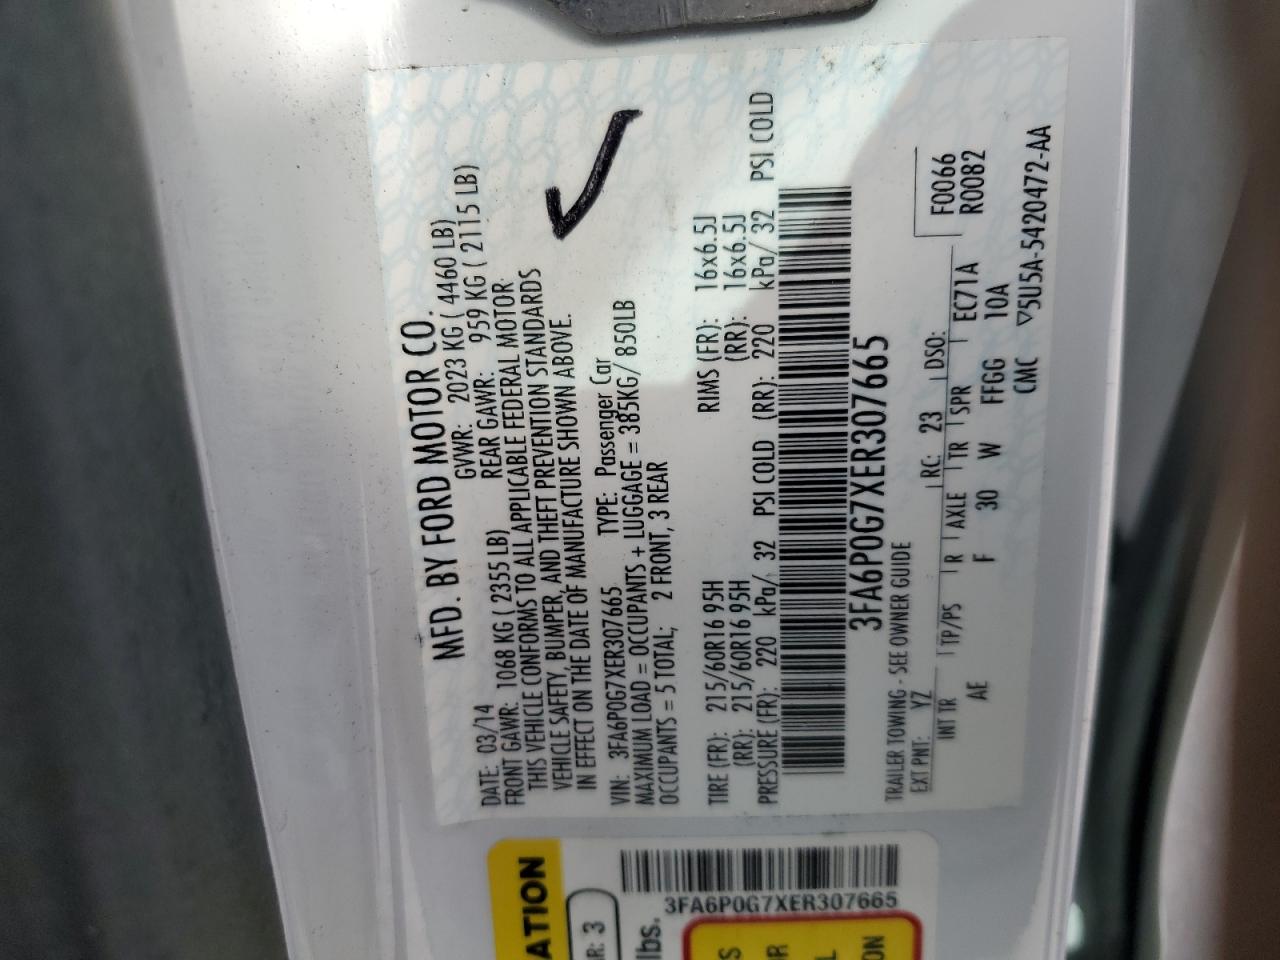 MFD. BY FORD MOTOR CO.
DATE: 03/14 GVWR: 2023 KG ( 4460 LB)
FRONT GAWR: 1068 KG ( 2355 LB) REAR GAWR: 959 KG ( 2115 LB)
THIS VEHICLE CONFORMS TO ALL APPLICABLE FEDERAL MOTOR
VEHICLE SAFETY, BUMPER, AND THEFT PREVENTION STANDARDS
IN EFFECT ON THE DATE OF MANUFACTURE SHOWN ABOVE.
VIN: 3FA6P0G7XER307665 TYPE: Passenger Car
MAXIMUM LOAD = OCCUPANTS + LUGGAGE = 385KG/ 850LB
OCCUPANTS = 5 TOTAL; 2 FRONT, 3 REAR
TIRE (FR): 215/60R16 95H RIMS (FR): 16x6.5J
(RR): 215/60R16 95H (RR): 16x6.5J
PRESSURE (FR): 220 kPa/ 32 PSI COLD (RR): 220 kPa/ 32 PSI COLD
3FA6P0G7XER307665
TRAILER TOWING - SEE OWNER GUIDE
F0066
R0082
EXT PNT: YZ RC: 23 DSO:
INT TR TP/PS R AXLE TR SPR EC71A
AE F 30 W FFGG 10A
CMC ▽5U5A-5420472-AA
ATION
AR: 3
lbs.
3FA6P0G7XER307665
S
OR
L
ON